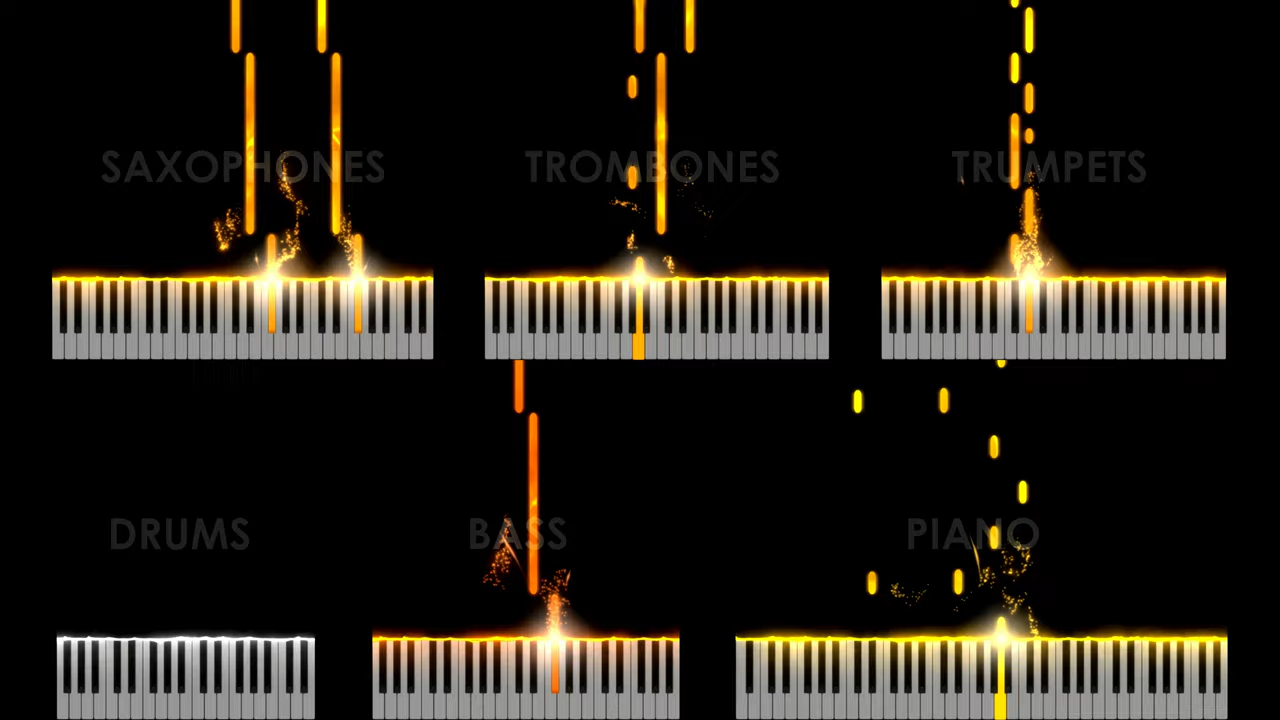 SAXOPHONES
TROMBONES
TRUMPETS
DRUMS
BASS
PIANO